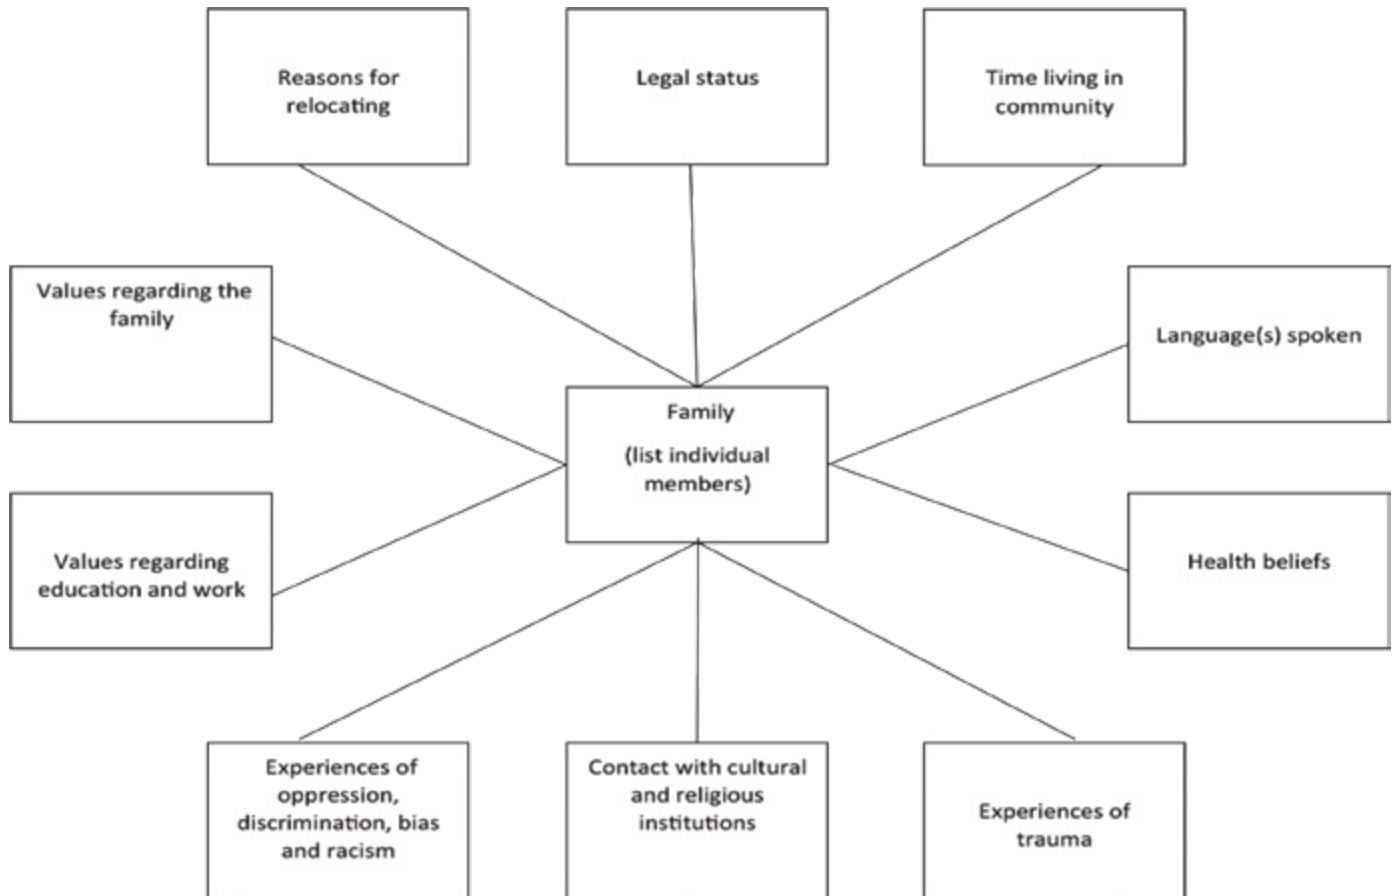 Reasons for
relocating
Legal status
Time living in
community
Values regarding the
family
Language(s) spoken
Family
(list individual
members)
Values regarding
education and work
Health beliefs
Experiences of
oppression,
discrimination, bias
and racism
Contact with cultural
and religious
institutions
Experiences of
trauma